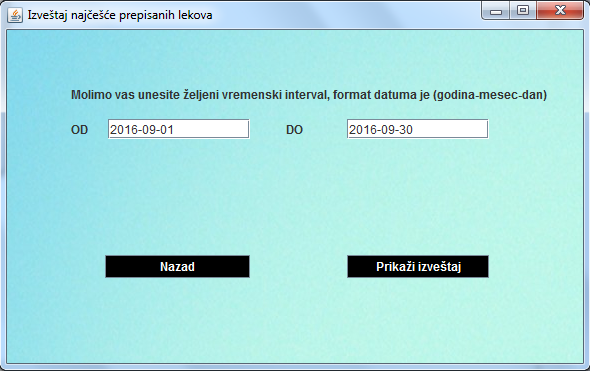 Izveštaj najčešće prepisanih lekova
Molimo vas unesite željeni vremenski interval, format datuma je (godina-mesec-dan)
OD 2016-09-01 DO 2016-09-30
Nazad Prikaži izveštaj